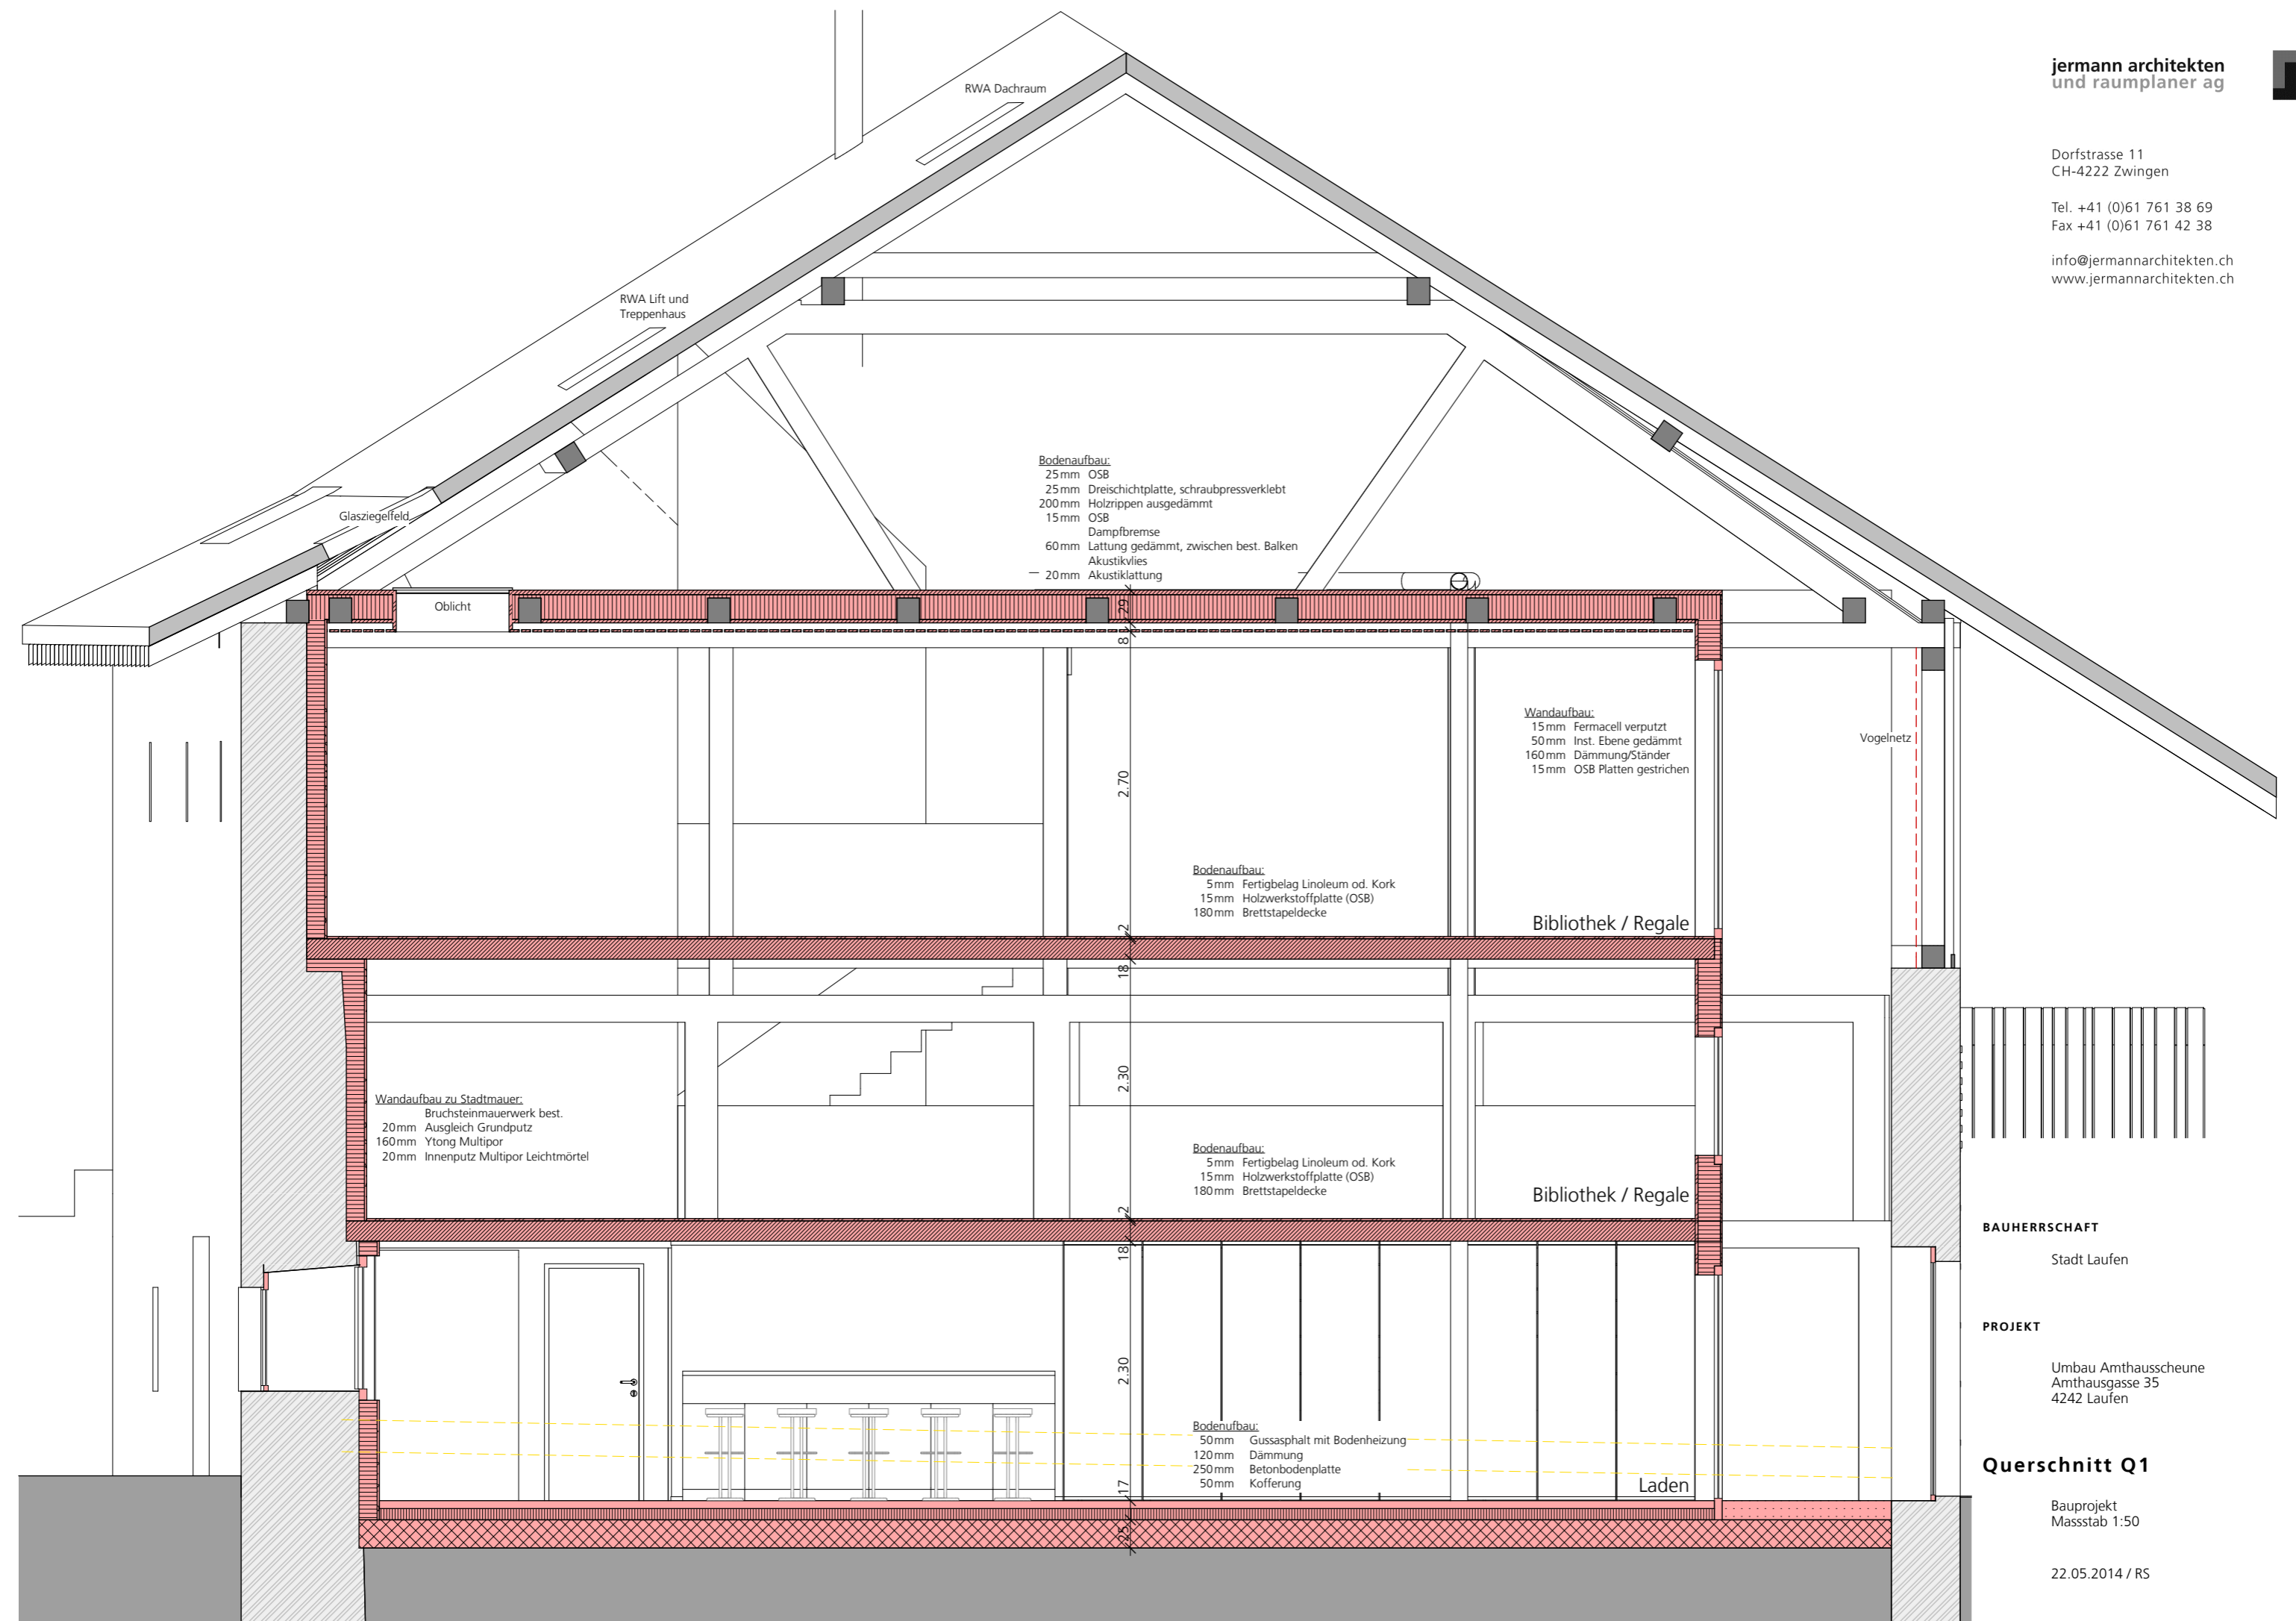 jermann architekten
und raumplaner ag
Dorfstrasse 11
CH-4222 Zwingen
Tel. +41 (0)61 761 38 69
Fax +41 (0)61 761 42 38
info@jermannarchitekten.ch
www.jermannarchitekten.ch
RWA Dachraum
RWA Lift und
Treppenhaus
Glasziegelfeld
Bodenaufbau:
25mm OSB
25mm Dreischichtplatte, schraubpressverklebt
200mm Holzrippen ausgedämmt
15mm OSB
Dampfbremse
60mm Lattung gedämmt, zwischen best. Balken
Akustikvlies
20mm Akustiklattung
Oblicht
29
8
Wandaufbau:
15mm Fermacell verputzt
50mm Inst. Ebene gedämmt
160mm Dämmung/Ständer
15mm OSB Platten gestrichen
Vogelnetz
2.70
Bodenaufbau:
5mm Fertigbelag Linoleum od. Kork
15mm Holzwerkstoffplatte (OSB)
180mm Brettstapeldecke
Bibliothek / Regale
2
18
2.30
Wandaufbau zu Stadtmauer:
Bruchsteinmauerwerk best.
20mm Ausgleich Grundputz
160mm Ytong Multipor
20mm Innenputz Multipor Leichtmörtel
Bodenaufbau:
5mm Fertigbelag Linoleum od. Kork
15mm Holzwerkstoffplatte (OSB)
180mm Brettstapeldecke
Bibliothek / Regale
2
18
2.30
Bodenufbau:
50mm Gussasphalt mit Bodenheizung
120mm Dämmung
250mm Betonbodenplatte
50mm Kofferung
Laden
17
25
BAUHERRSCHAFT
Stadt Laufen
PROJEKT
Umbau Amthausscheune
Amthausgasse 35
4242 Laufen
Querschnitt Q1
Bauprojekt
Massstab 1:50
22.05.2014 / RS